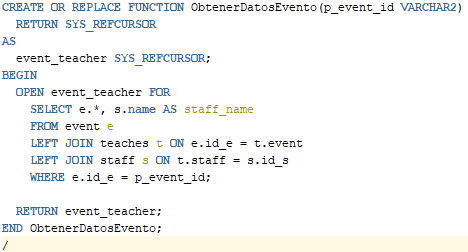 CREATE OR REPLACE FUNCTION ObtenerDatosEvento(p_event_id VARCHAR2)
  RETURN SYS_REFCURSOR
AS
  event_teacher SYS_REFCURSOR;
BEGIN
  OPEN event_teacher FOR
    SELECT e.*, s.name AS staff_name
    FROM event e
    LEFT JOIN teaches t ON e.id_e = t.event
    LEFT JOIN staff s ON t.staff = s.id_s
    WHERE e.id_e = p_event_id;

  RETURN event_teacher;
END ObtenerDatosEvento;
/